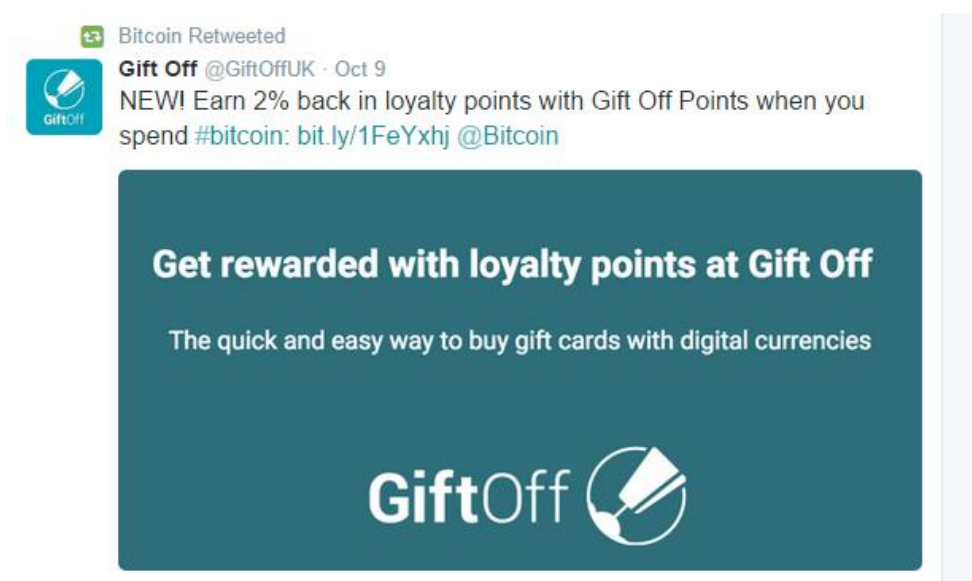 Bitcoin Retweeted
Gift Off @GiftOffUK · Oct 9
NEW! Earn 2% back in loyalty points with Gift Off Points when you
spend #bitcoin: bit.ly/1FeYxhj @Bitcoin
GiftOff
Get rewarded with loyalty points at Gift Off
The quick and easy way to buy gift cards with digital currencies
GiftOff